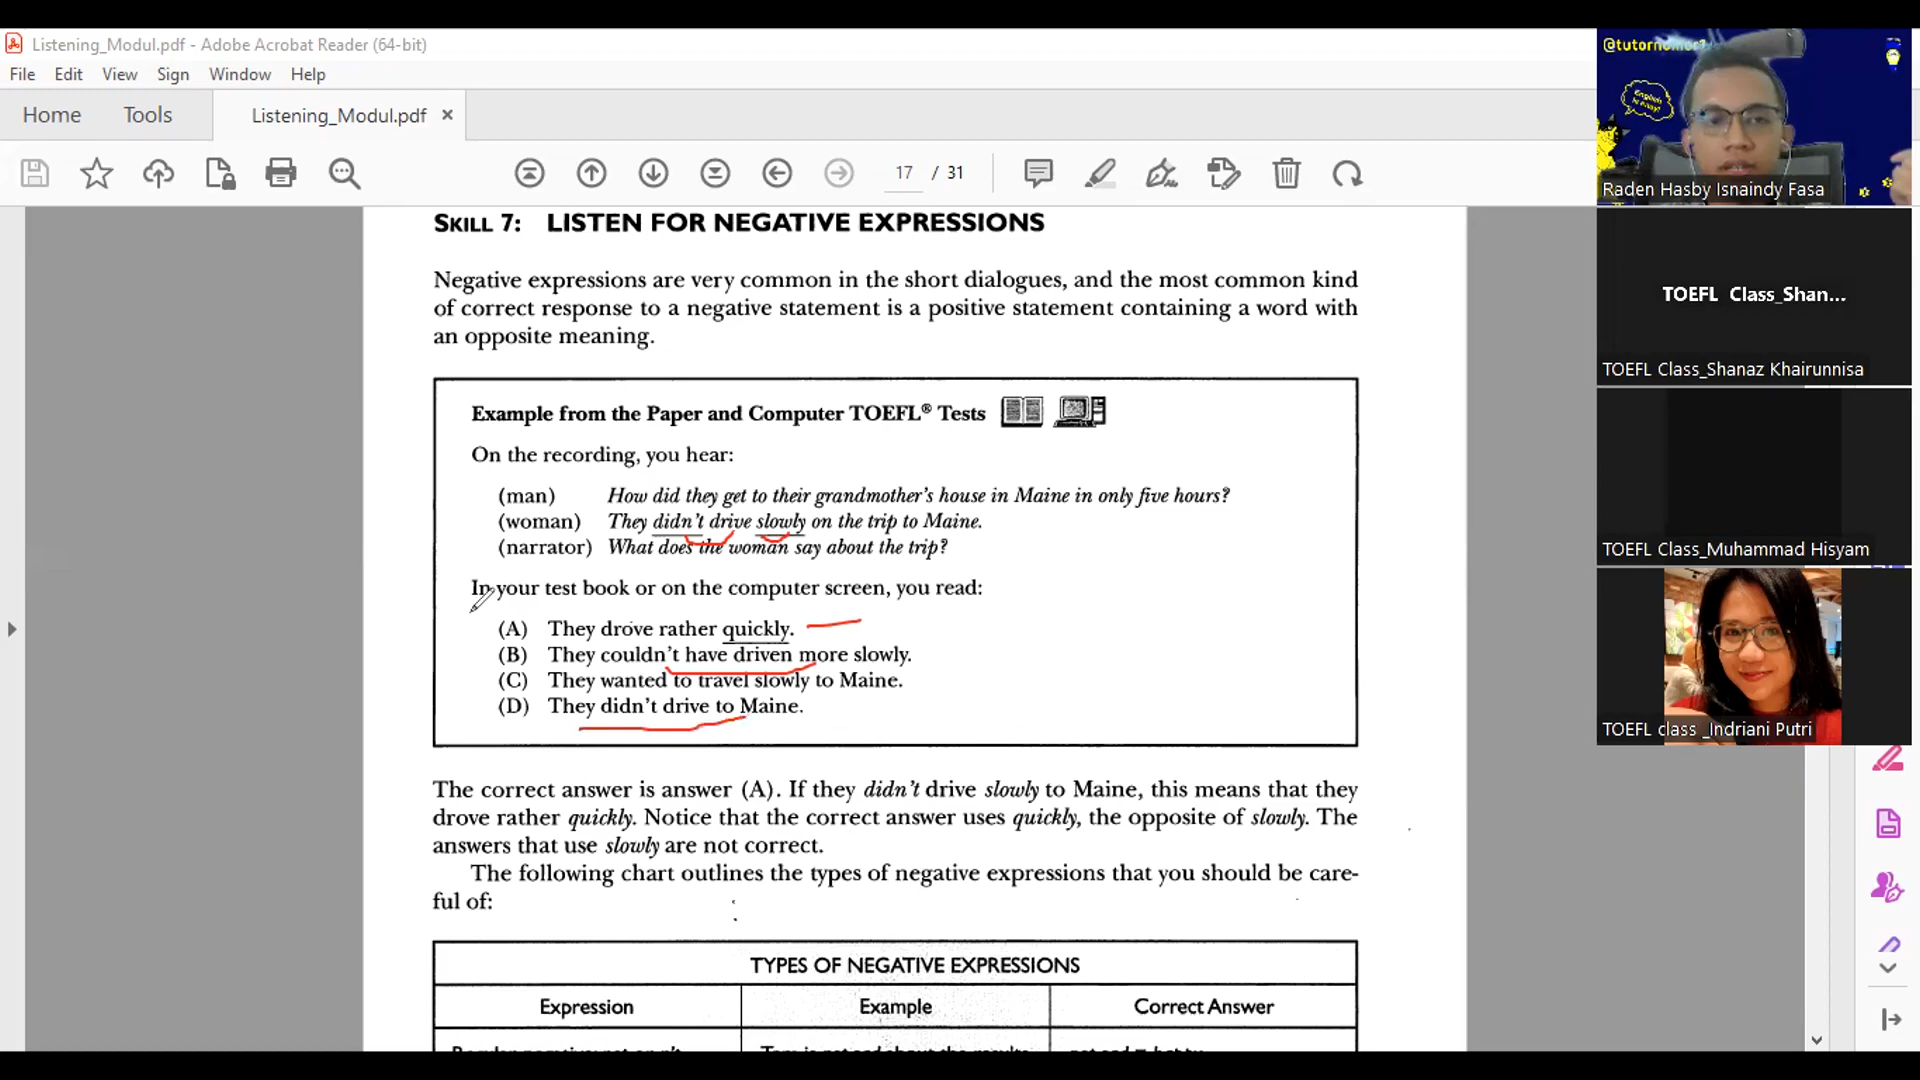 Listening_Modul.pdf - Adobe Acrobat Reader (64-bit)
File Edit View Sign Window Help
Home Tools Listening_Modul.pdf ×
17 / 31
SKILL 7: LISTEN FOR NEGATIVE EXPRESSIONS
Negative expressions are very common in the short dialogues, and the most common kind
of correct response to a negative statement is a positive statement containing a word with
an opposite meaning.
Example from the Paper and Computer TOEFL® Tests
On the recording, you hear:
(man) How did they get to their grandmother's house in Maine in only five hours?
(woman) They didn't drive slowly on the trip to Maine.
(narrator) What does the woman say about the trip?
In your test book or on the computer screen, you read:
(A) They drove rather quickly.
(B) They couldn't have driven more slowly.
(C) They wanted to travel slowly to Maine.
(D) They didn't drive to Maine.
The correct answer is answer (A). If they didn't drive slowly to Maine, this means that they
drove rather quickly. Notice that the correct answer uses quickly, the opposite of slowly. The
answers that use slowly are not correct.
The following chart outlines the types of negative expressions that you should be care-
ful of:
TYPES OF NEGATIVE EXPRESSIONS
Expression Example Correct Answer
Raden Hasby Isnaindy Fasa
TOEFL Class_Shan...
TOEFL Class_Shanaz Khairunnisa
TOEFL Class_Muhammad Hisyam
TOEFL class _Indriani Putri